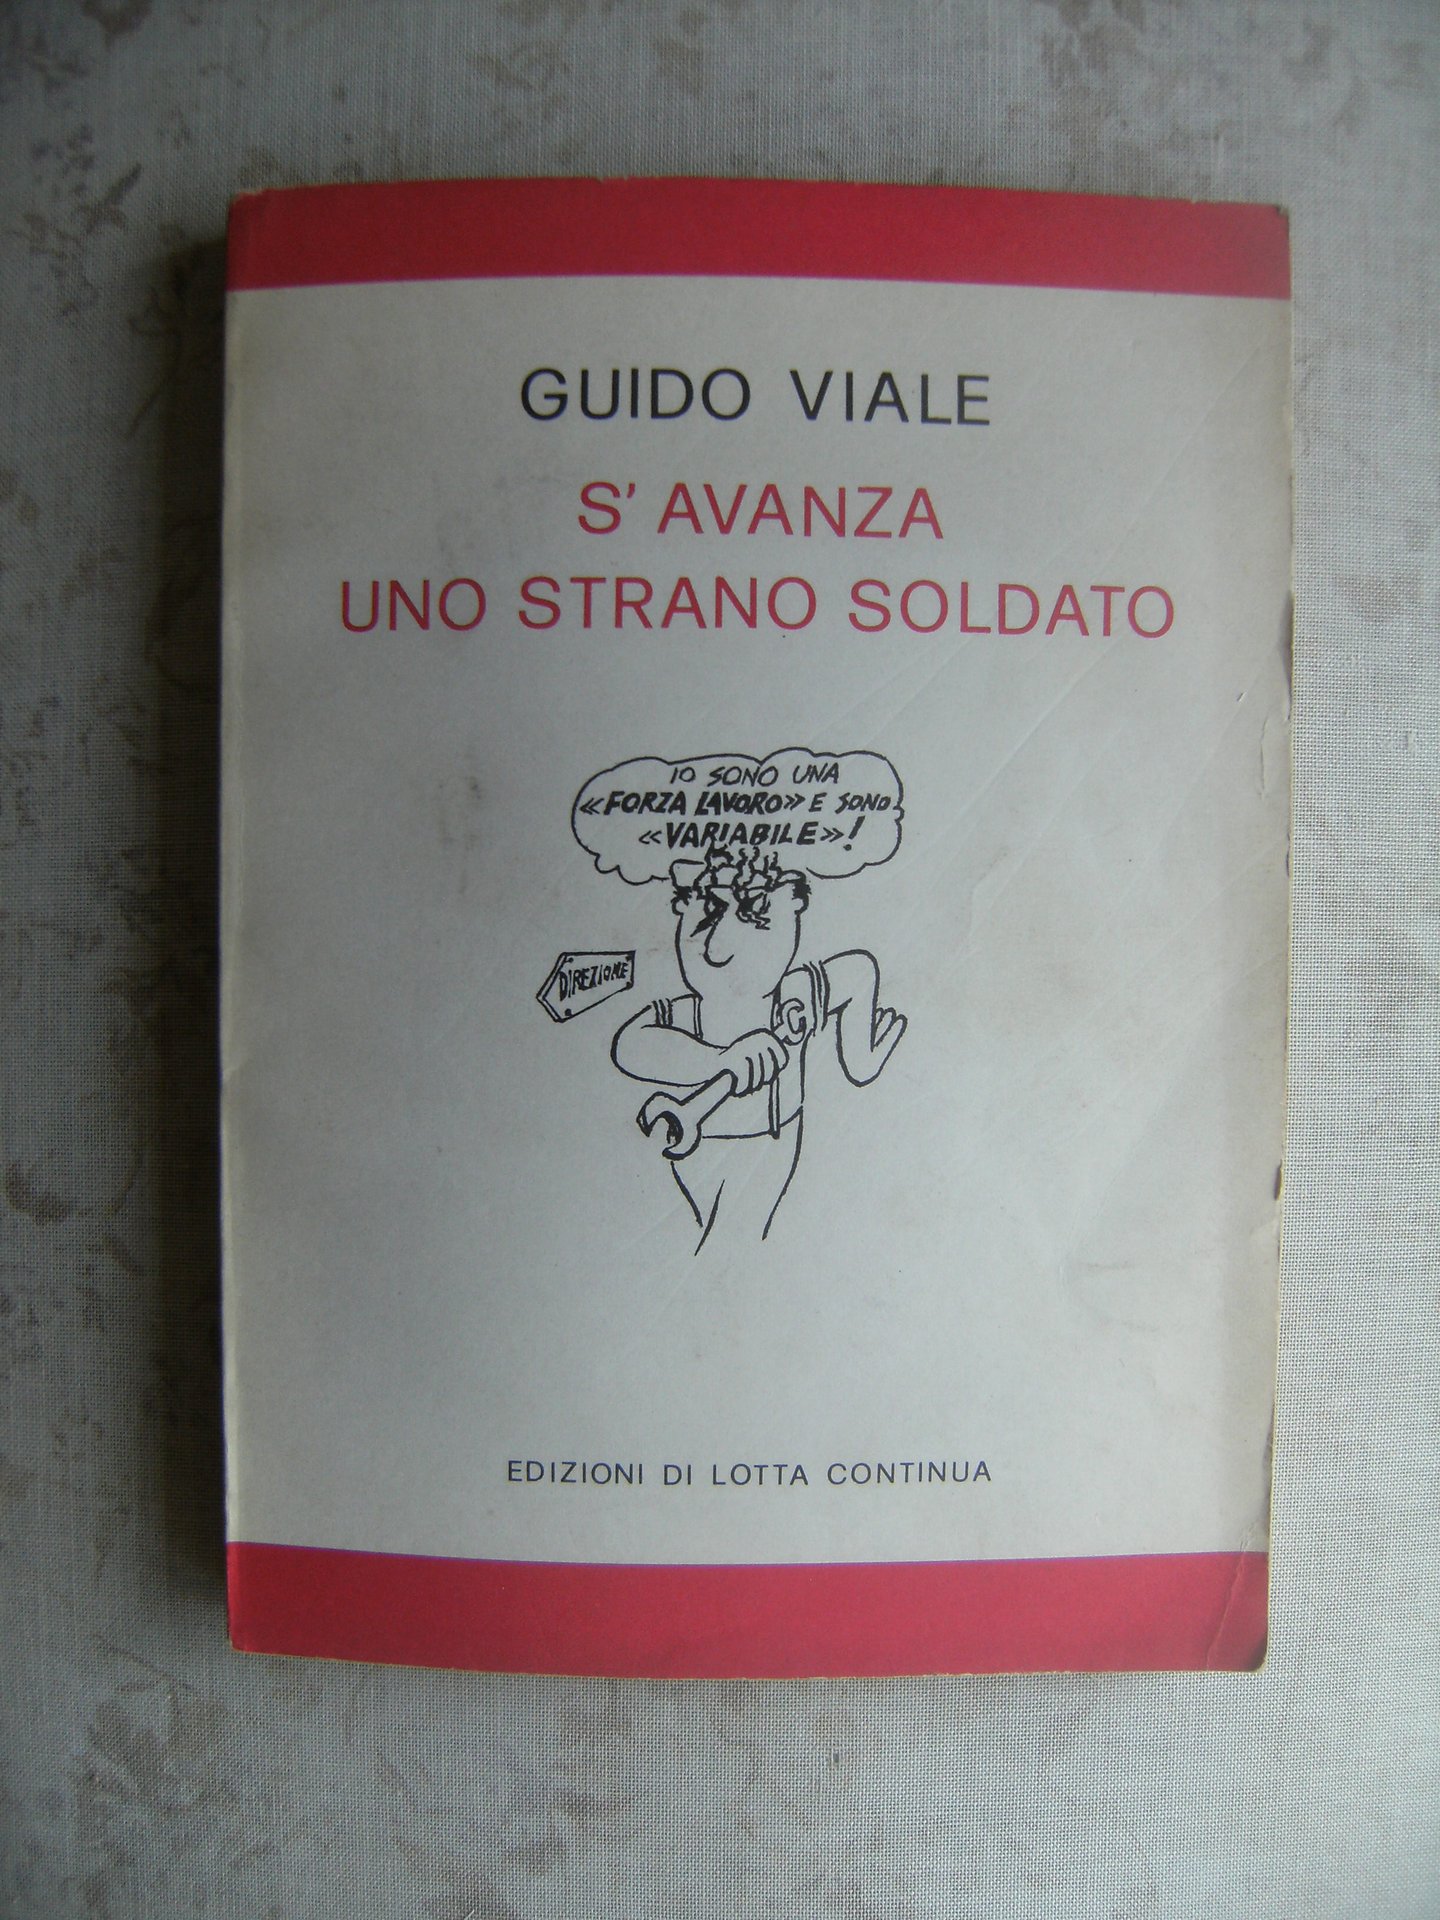 GUIDO VIALE
S' AVANZA
UNO STRANO SOLDATO
IO SONO UNA
«FORZA LAVORO» E SONO
«VARIABILE»!
DIREZIONE
G
EDIZIONI DI LOTTA CONTINUA